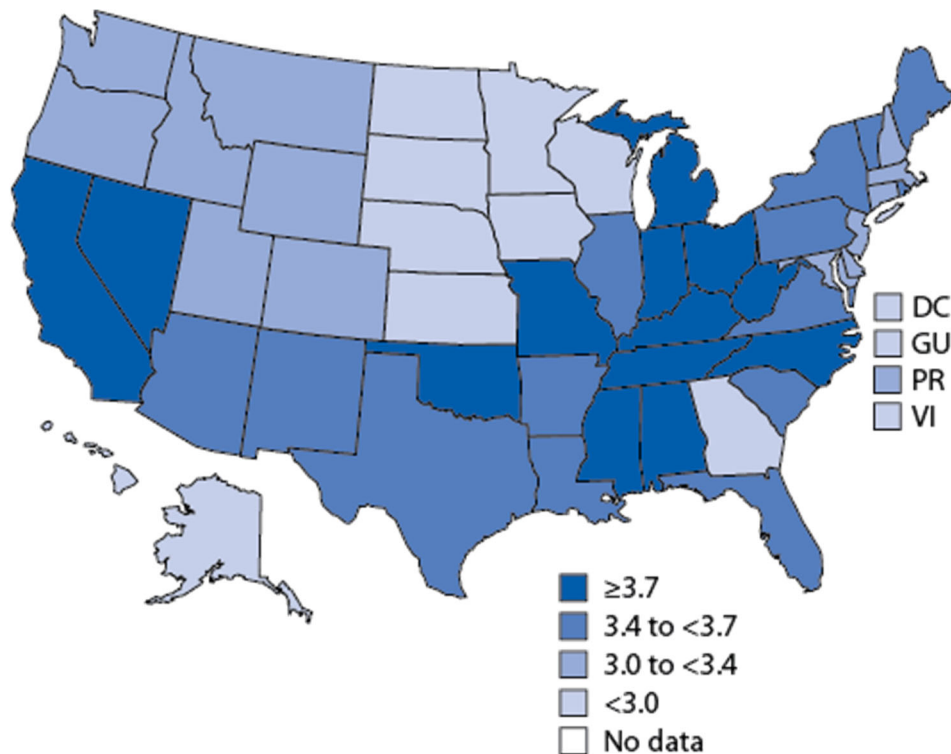 DC
GU
PR
VI
≥3.7
3.4 to <3.7
3.0 to <3.4
<3.0
No data